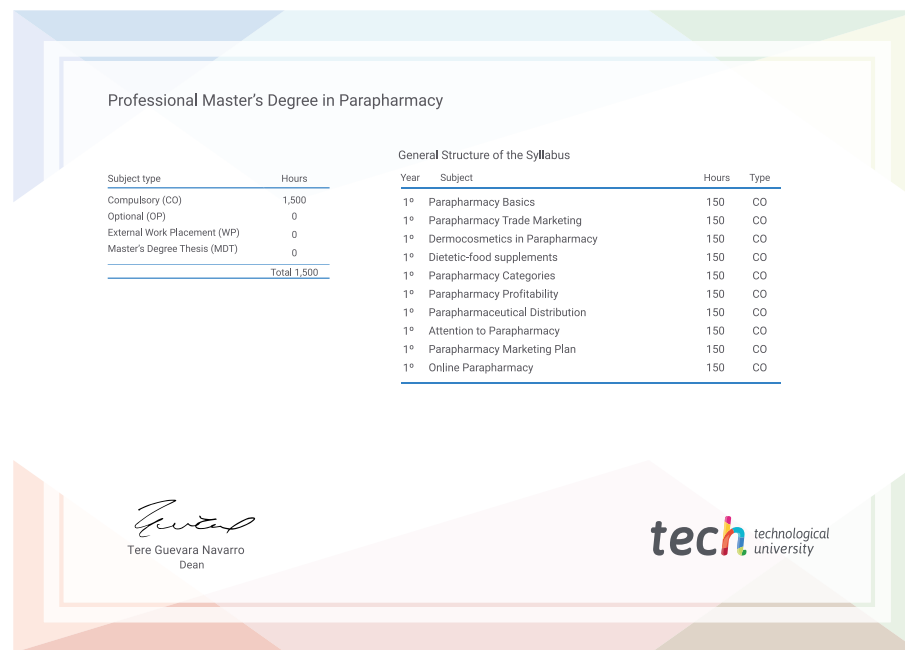 Professional Master's Degree in Parapharmacy
Subject type Hours
Compulsory (CO) 1,500
Optional (OP) 0
External Work Placement (WP) 0
Master's Degree Thesis (MDT) 0
Total 1,500
General Structure of the Syllabus
Year Subject Hours Type
1º Parapharmacy Basics 150 CO
1º Parapharmacy Trade Marketing 150 CO
1º Dermocosmetics in Parapharmacy 150 CO
1º Dietetic-food supplements 150 CO
1º Parapharmacy Categories 150 CO
1º Parapharmacy Profitability 150 CO
1º Parapharmaceutical Distribution 150 CO
1º Attention to Parapharmacy 150 CO
1º Parapharmacy Marketing Plan 150 CO
1º Online Parapharmacy 150 CO
Tere Guevara Navarro
Dean
tech technological
university